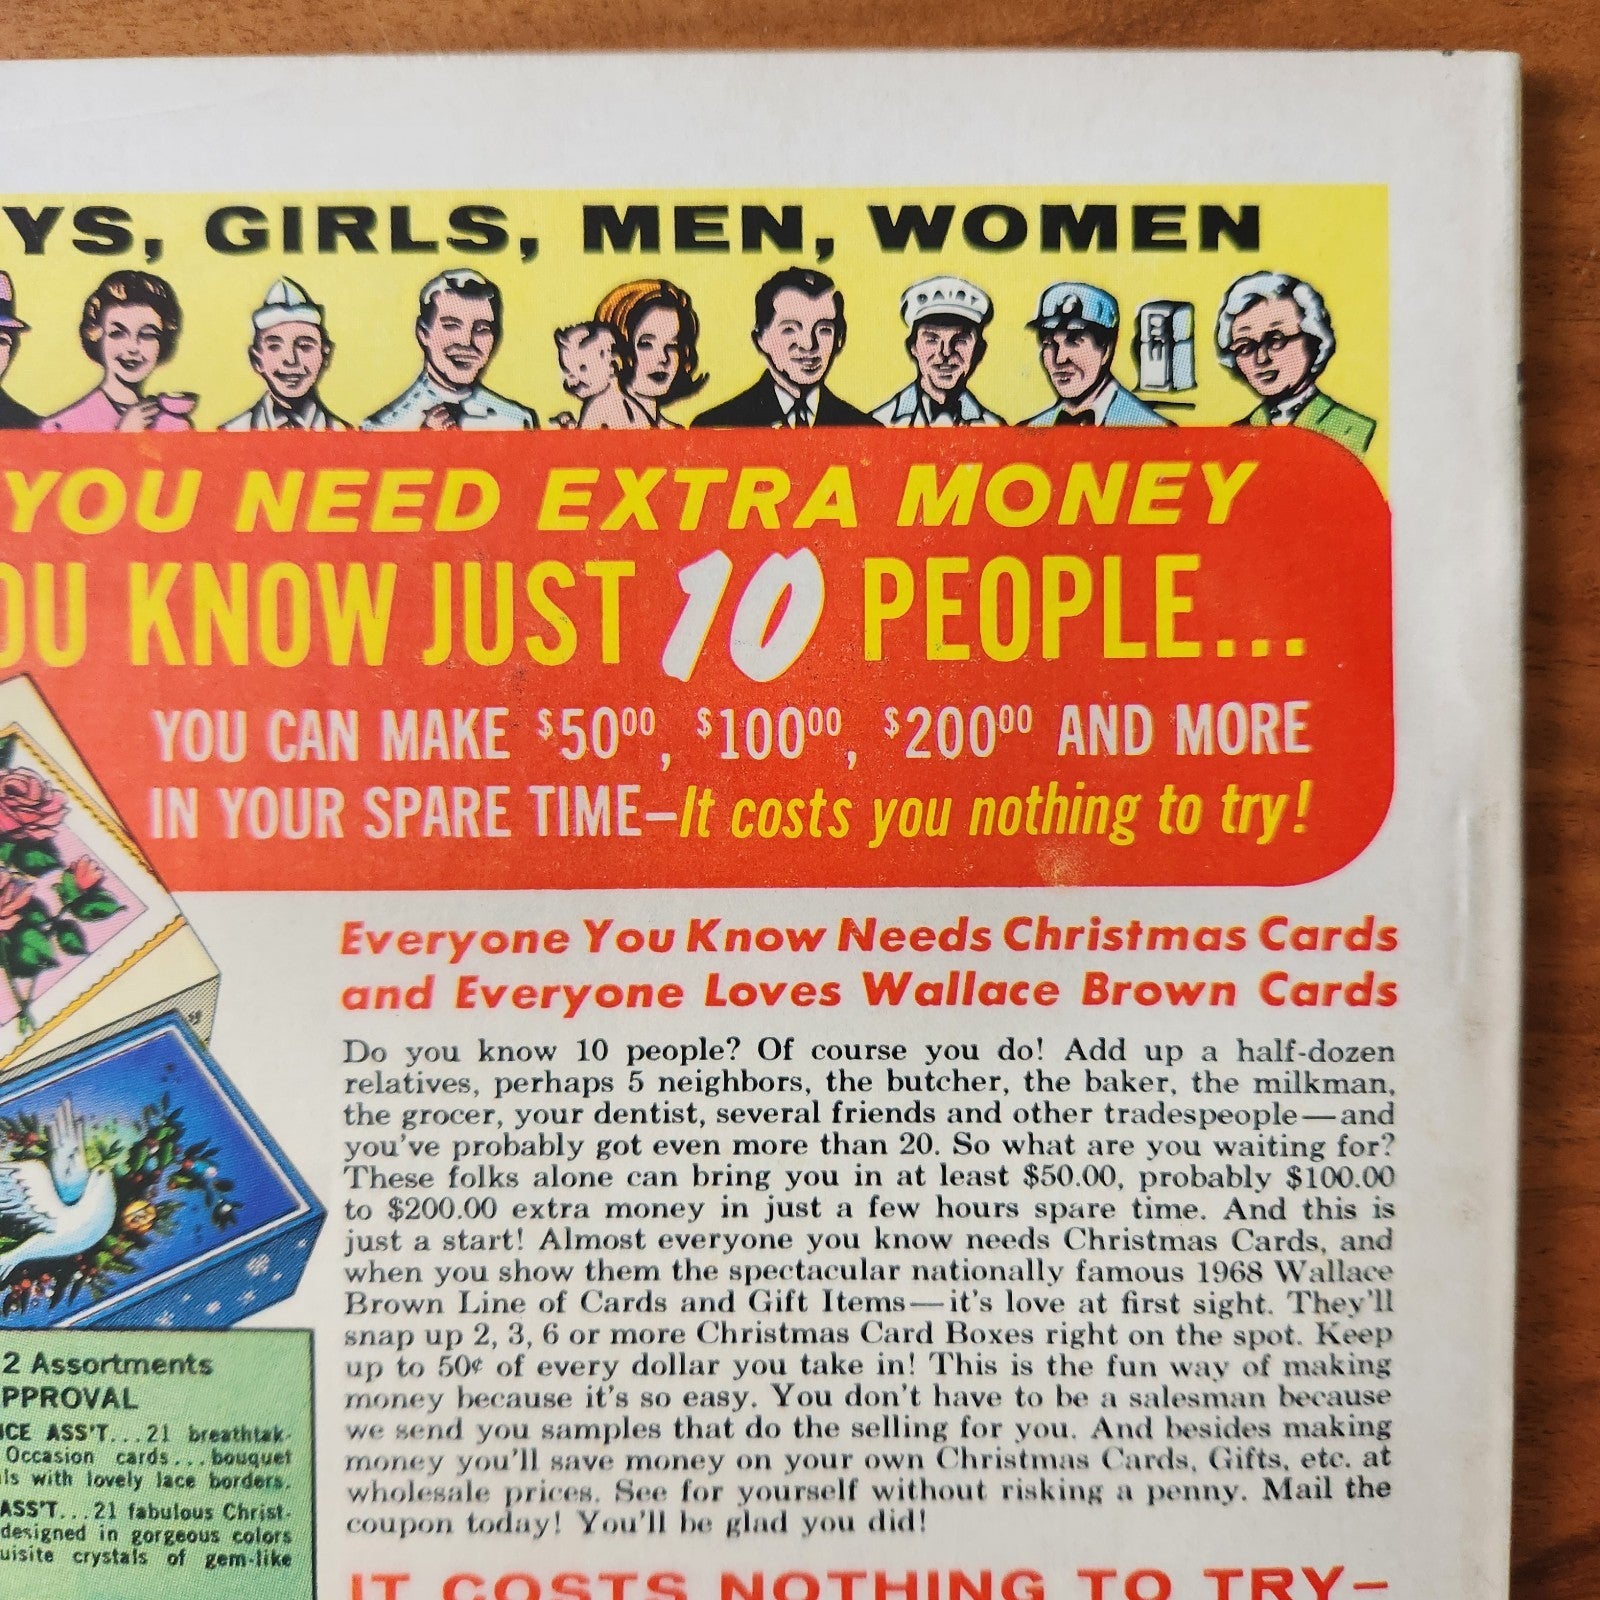 YS, GIRLS, MEN, WOMEN
DAIRY
YOU NEED EXTRA MONEY
OU KNOW JUST 10 PEOPLE...
YOU CAN MAKE $5000, $10000, $20000 AND MORE
IN YOUR SPARE TIME—It costs you nothing to try!
Everyone You Know Needs Christmas Cards
and Everyone Loves Wallace Brown Cards
Do you know 10 people? Of course you do! Add up a half-dozen
relatives, perhaps 5 neighbors, the butcher, the baker, the milkman,
the grocer, your dentist, several friends and other tradespeople—and
you've probably got even more than 20. So what are you waiting for?
These folks alone can bring you in at least $50.00, probably $100.00
to $200.00 extra money in just a few hours spare time. And this is
just a start! Almost everyone you know needs Christmas Cards, and
when you show them the spectacular nationally famous 1968 Wallace
Brown Line of Cards and Gift Items—it's love at first sight. They'll
snap up 2, 3, 6 or more Christmas Card Boxes right on the spot. Keep
up to 50¢ of every dollar you take in! This is the fun way of making
money because it's so easy. You don't have to be a salesman because
we send you samples that do the selling for you. And besides making
money you'll save money on your own Christmas Cards, Gifts, etc. at
wholesale prices. See for yourself without risking a penny. Mail the
coupon today! You'll be glad you did!
IT COSTS NOTHING TO TRY—
2 Assortments
PPROVAL
ICE ASS'T...21 breathtak-
Occasion cards...bouquet
ls with lovely lace borders.
ASS'T...21 fabulous Christ-
designed in gorgeous colors
uisite crystals of gem-like